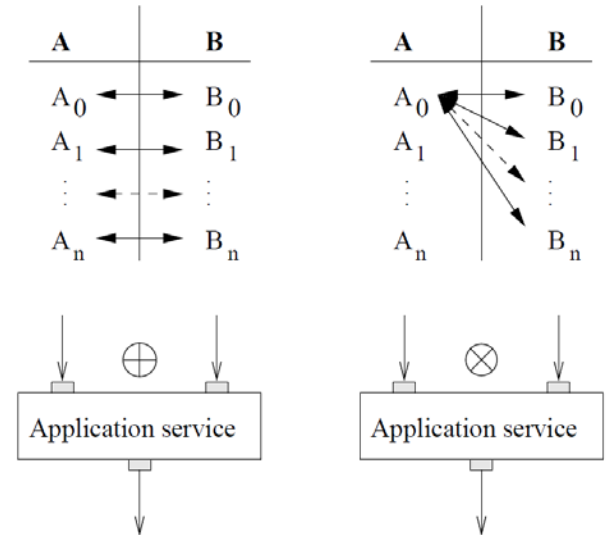 A B A B
A0 B0 A0 B0
A1 B1 A1 B1
⋮ ⋮ ⋮ ⋮
An Bn An Bn
Application service Application service